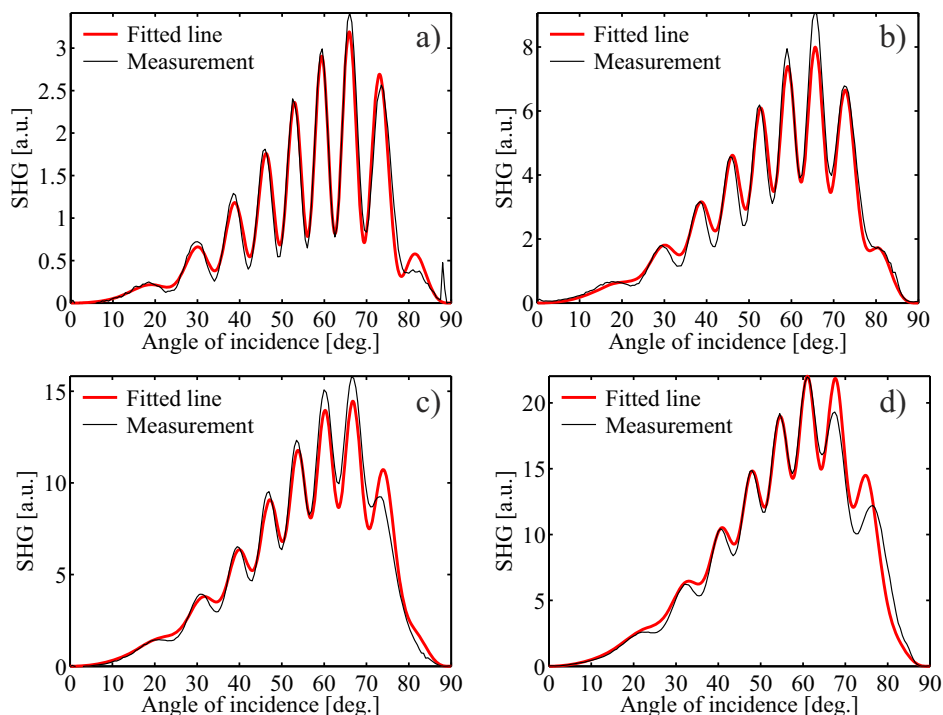 a)
Fitted line
Measurement
SHG [a.u.]
3
2.5
2
1.5
1
0.5
0
0 10 20 30 40 50 60 70 80 90
Angle of incidence [deg.]
b)
Fitted line
Measurement
SHG [a.u.]
8
6
4
2
0
0 10 20 30 40 50 60 70 80 90
Angle of incidence [deg.]
c)
Fitted line
Measurement
SHG [a.u.]
15
10
5
0
0 10 20 30 40 50 60 70 80 90
Angle of incidence [deg.]
d)
Fitted line
Measurement
SHG [a.u.]
20
15
10
5
0
0 10 20 30 40 50 60 70 80 90
Angle of incidence [deg.]